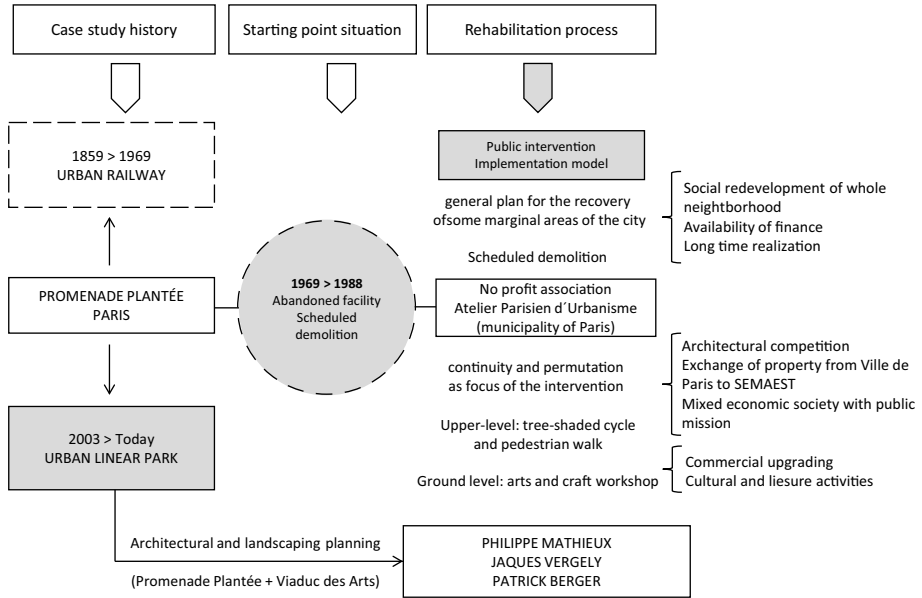 Case study history
Starting point situation
Rehabilitation process
1859 > 1969
URBAN RAILWAY
Public intervention
Implementation model
general plan for the recovery
ofsome marginal areas of the city
Social redevelopment of whole
neighborhood
Availability of finance
Long time realization
Scheduled demolition
PROMENADE PLANTÉE
PARIS
1969 > 1988
Abandoned facility
Scheduled
demolition
No profit association
Atelier Parisien d´Urbanisme
(municipality of Paris)
continuity and permutation
as focus of the intervention
Architectural competition
Exchange of property from Ville de
Paris to SEMAEST
Mixed economic society with public
mission
2003 > Today
URBAN LINEAR PARK
Upper-level: tree-shaded cycle
and pedestrian walk
Ground level: arts and craft workshop
Commercial upgrading
Cultural and liesure activities
Architectural and landscaping planning
(Promenade Plantée + Viaduc des Arts)
PHILIPPE MATHIEUX
JAQUES VERGELY
PATRICK BERGER